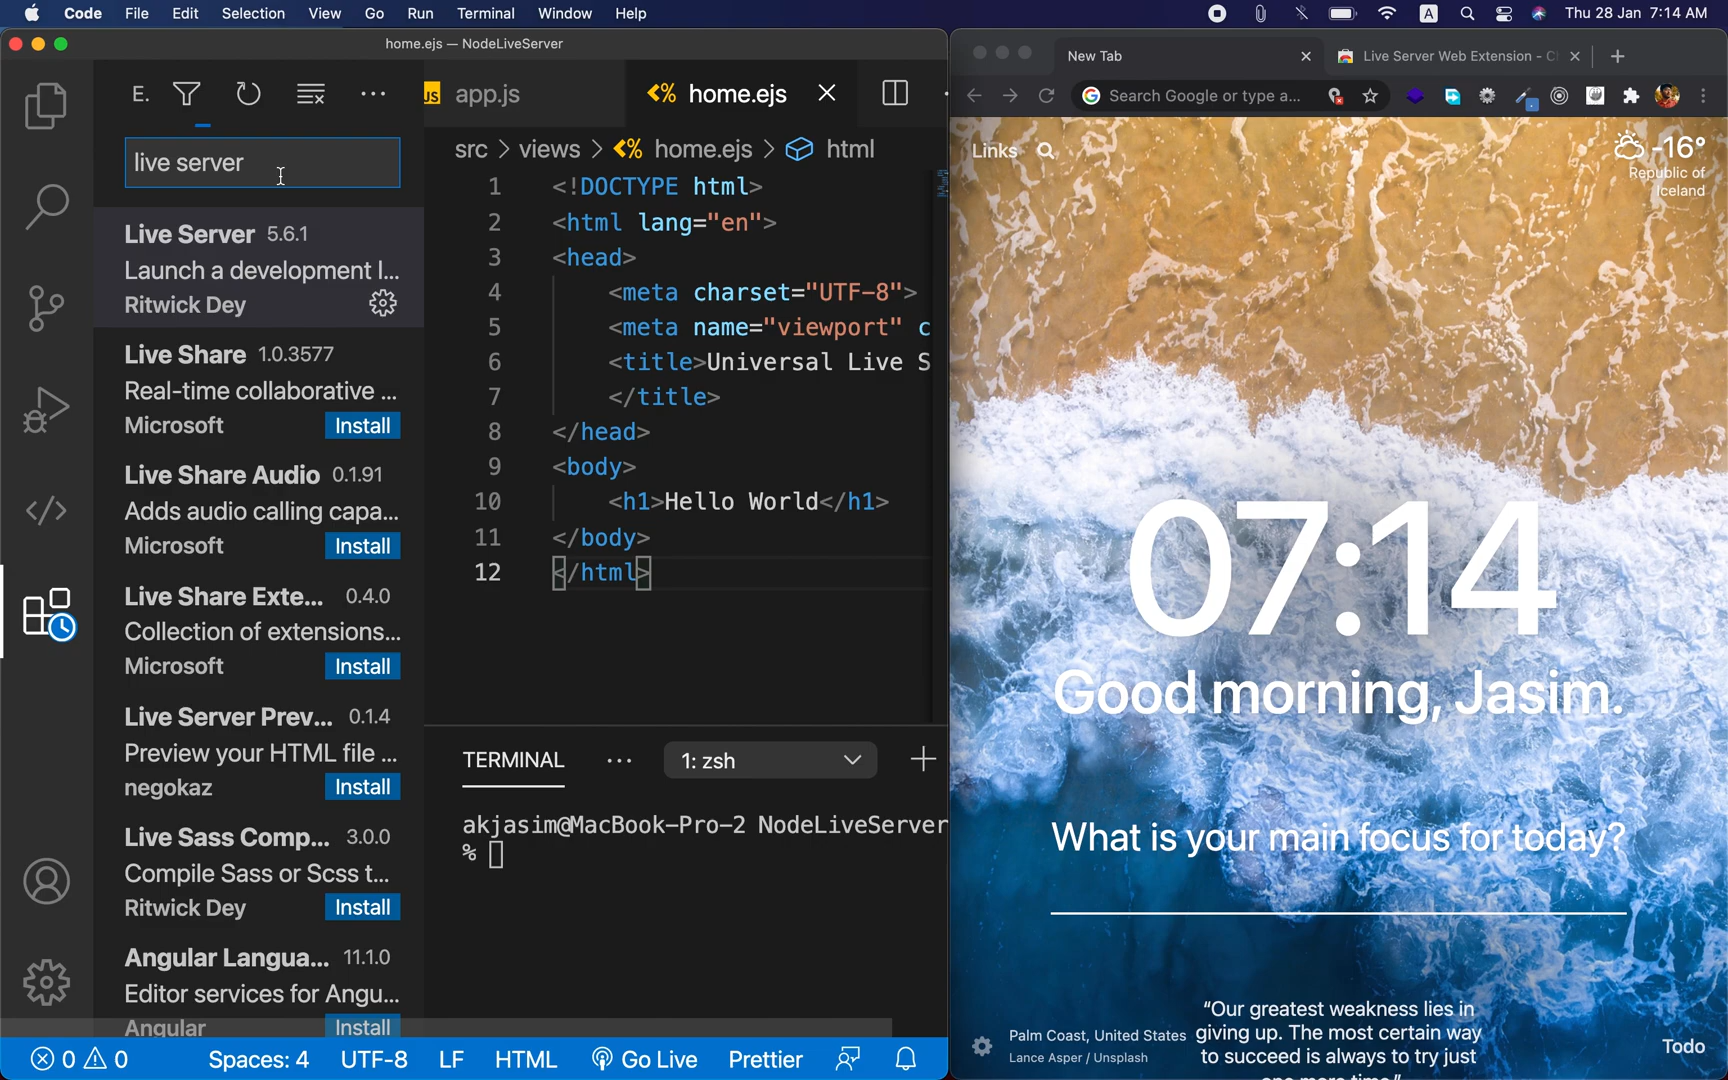 Code File Edit Selection View Go Run Terminal Window Help
A Thu 28 Jan 7:14 AM
home.ejs — NodeLiveServer
E.
live server
Live Server 5.6.1
Launch a development l...
Ritwick Dey
Live Share 1.0.3577
Real-time collaborative ...
Microsoft Install
Live Share Audio 0.1.91
Adds audio calling capa...
Microsoft Install
Live Share Exte... 0.4.0
Collection of extensions...
Microsoft Install
Live Server Prev... 0.1.4
Preview your HTML file ...
negokaz Install
Live Sass Comp... 3.0.0
Compile Sass or Scss t...
Ritwick Dey Install
Angular Langua... 11.1.0
Editor services for Angu...
Angular Install
JS app.js
<% home.ejs
src > views > <% home.ejs > html
1 <!DOCTYPE html>
2 <html lang="en">
3 <head>
4 <meta charset="UTF-8">
5 <meta name="viewport" c
6 <title>Universal Live S
7 </title>
8 </head>
9 <body>
10 <h1>Hello World</h1>
11 </body>
12 </html>
TERMINAL ... 1: zsh
akjasim@MacBook-Pro-2 NodeLiveServer
%
0 0 Spaces: 4 UTF-8 LF HTML Go Live Prettier
New Tab
Live Server Web Extension - Ch
Search Google or type a...
Links
-16°
Republic of
Iceland
07:14
Good morning, Jasim.
What is your main focus for today?
Palm Coast, United States
Lance Asper / Unsplash
“Our greatest weakness lies in
giving up. The most certain way
to succeed is always to try just
one more time.”
Todo